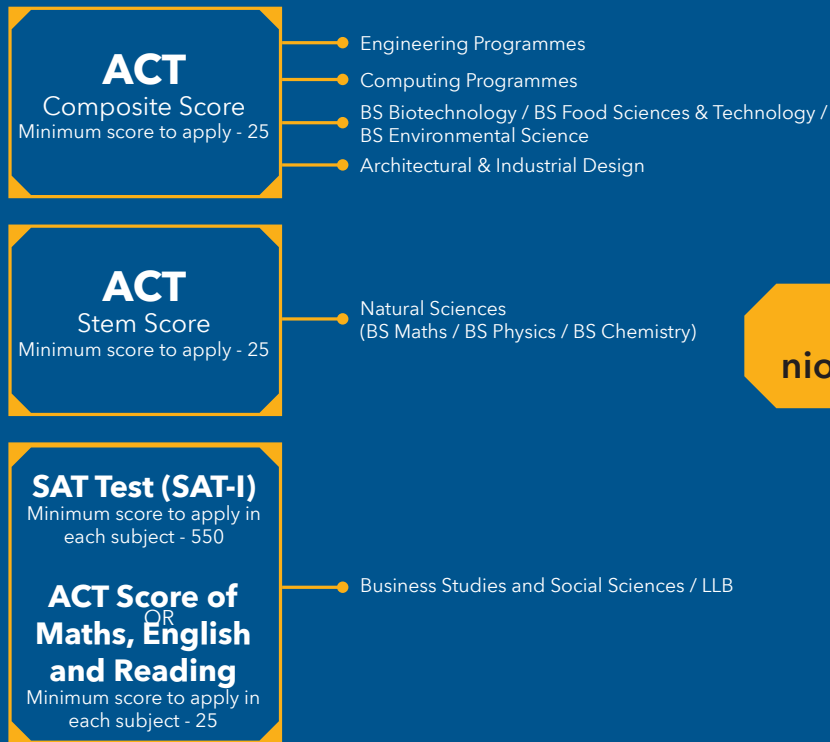 ACT
Composite Score
Minimum score to apply - 25
Engineering Programmes
Computing Programmes
BS Biotechnology / BS Food Sciences & Technology /
BS Environmental Science
Architectural & Industrial Design
ACT
Stem Score
Minimum score to apply - 25
Natural Sciences
(BS Maths / BS Physics / BS Chemistry)
nio
SAT Test (SAT-I)
Minimum score to apply in
each subject - 550
OR
ACT Score of
Maths, English
and Reading
Minimum score to apply in
each subject - 25
Business Studies and Social Sciences / LLB